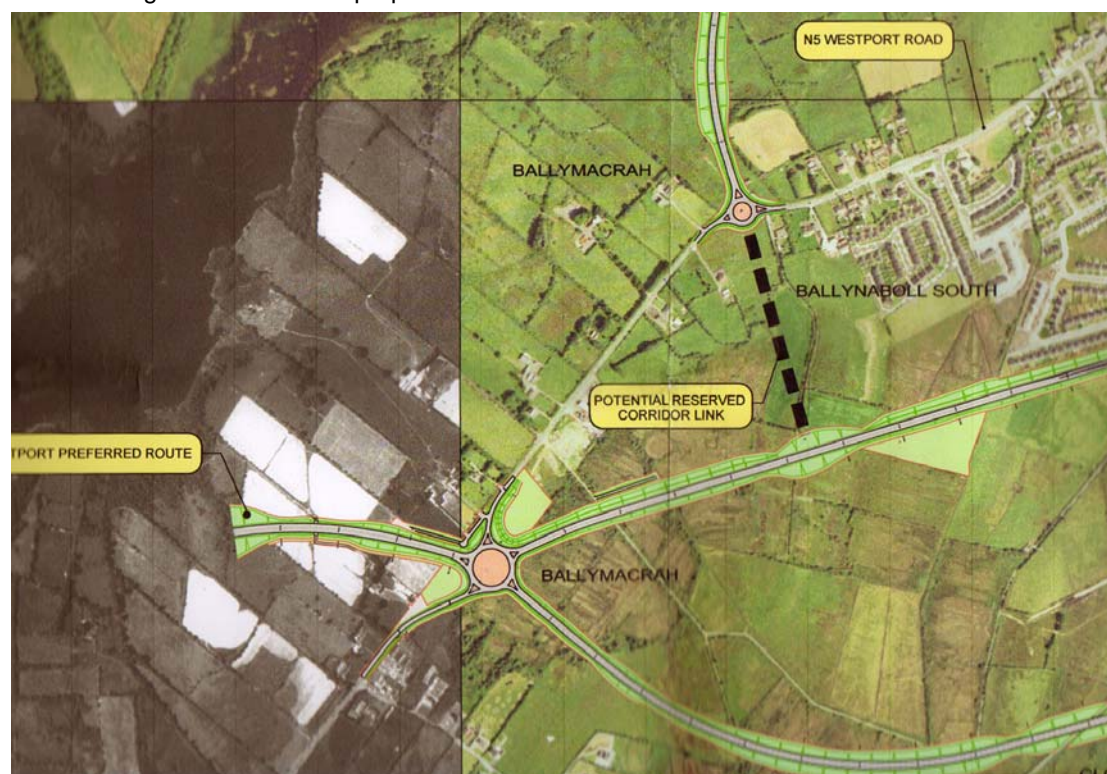 N5 WESTPORT ROAD
BALLYMACRAH
BALLYNABOLL SOUTH
POTENTIAL RESERVED
CORRIDOR LINK
TPORT PREFERRED ROUTE
BALLYMACRAH